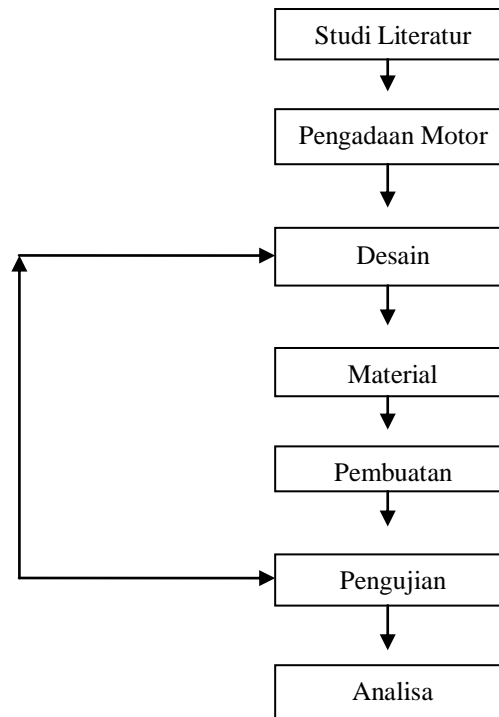 Studi Literatur
Pengadaan Motor
Desain
Material
Pembuatan
Pengujian
Analisa